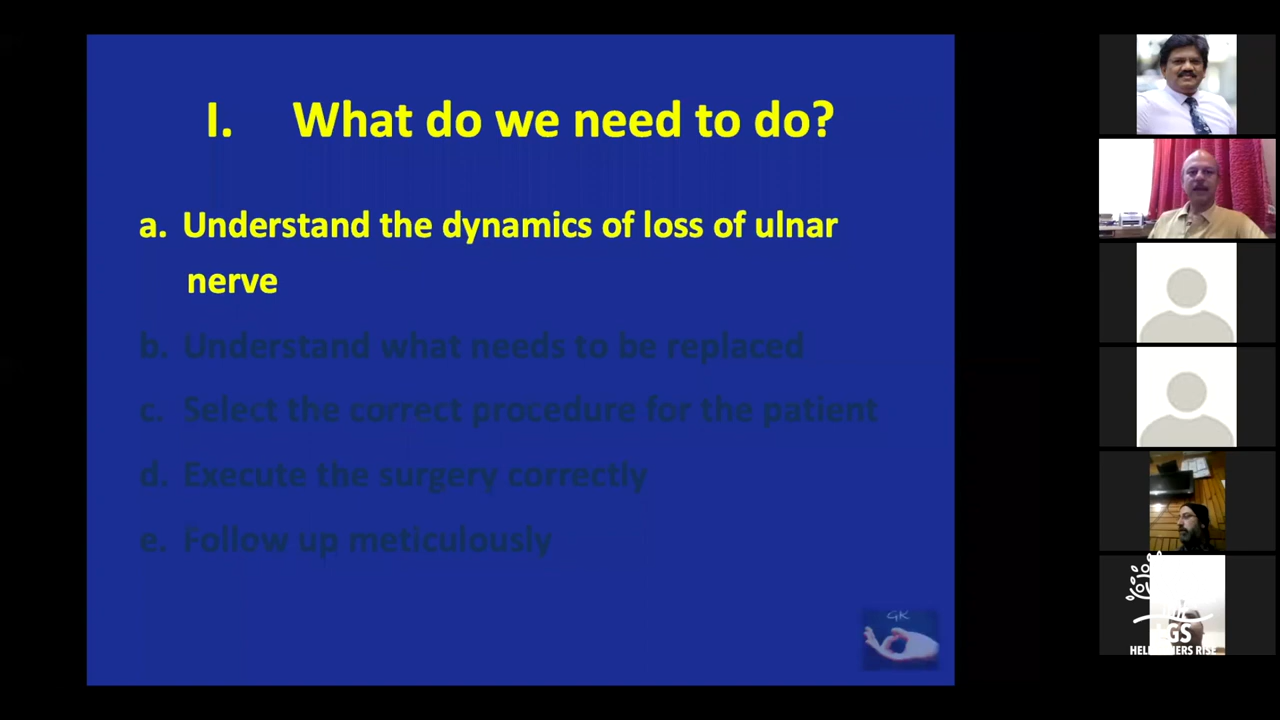 I. What do we need to do?
a. Understand the dynamics of loss of ulnar
nerve
b. Understand what needs to be replaced
c. Select the correct procedure for the patient
d. Execute the surgery correctly
e. Follow up meticulously
GK